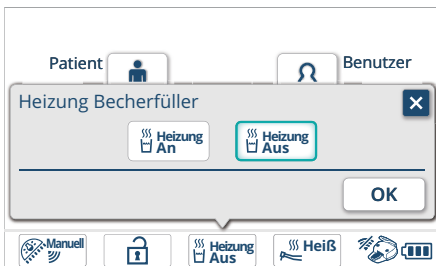 Patient
Benutzer
Heizung Becherfüller
Heizung
An
Heizung
Aus
OK
Manuell
Heizung
Aus
Heiß